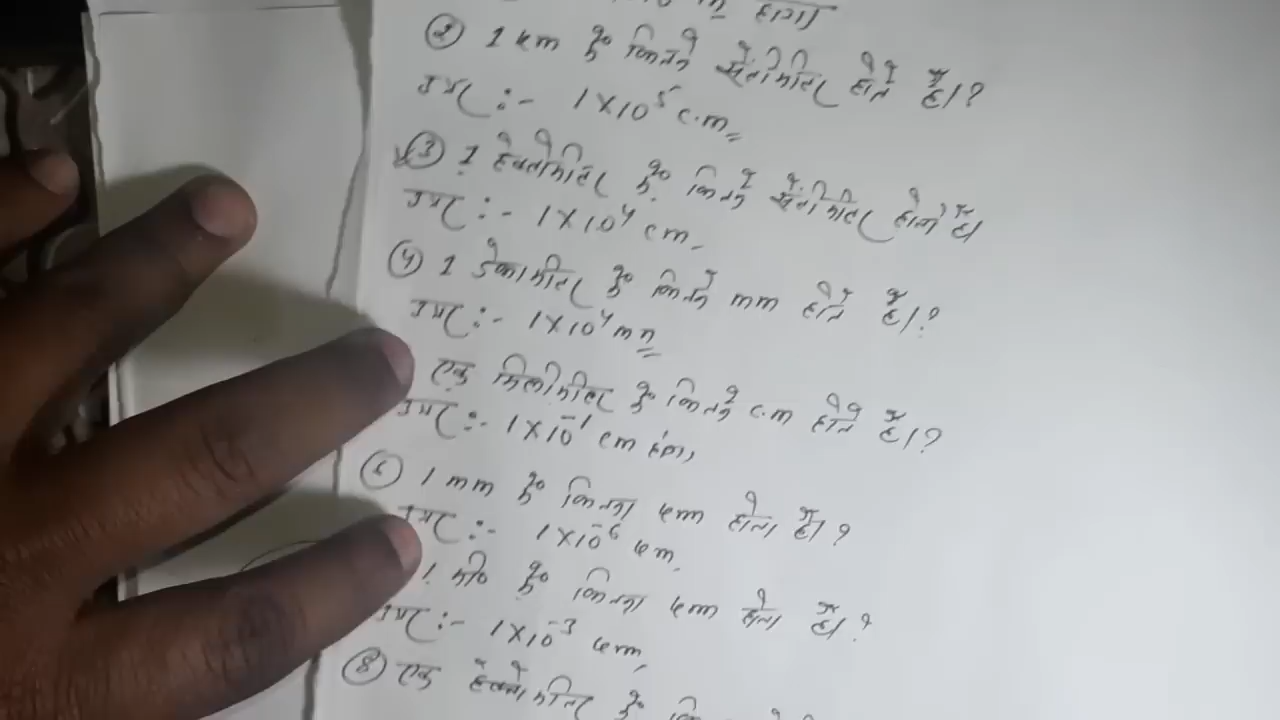 में होगा
② 1 km में कितने सेंतीमीटर होते हैं।?
उत्तर :- 1×10⁵ c.m
③ 1 हेक्तोमीटर में कितने सेंतीमीटर होते हैं।
उत्तर :- 1×10⁴ cm
④ 1 डेकामीटर में कितने mm होते हैं।?
उत्तर :- 1×10⁴ mm
एक मिलीमीटर में कितने c.m होते हैं।?
उत्तर :- 1×10⁻¹ cm
⑥ 1 mm में कितना km होता है।?
उत्तर :- 1×10⁻⁶ km
1 मी० में कितना km होता है।?
उत्तर :- 1×10⁻³ km
⑧ एक हेक्तोमीटर में